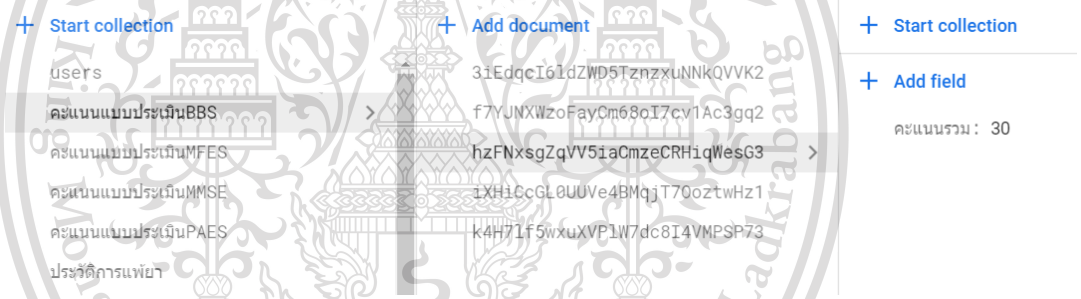 Start collection
users
คะแนนแบบประเมินBBS
คะแนนแบบประเมินMFES
คะแนนแบบประเมินMMSE
คะแนนแบบประเมินPAES
ประวัติการแพ้ยา
Add document
3iEdqcI6ldZWD5TznzxuNNkQVVK2
f7YJNXWzoFayCm68oI7cv1Ac3gq2
hzFNxsgZqVV5iaCmzeCRHiqWesG3
iXHiCcGL0UUVe4BMqjT7OoztwHz1
k4H7lf5wxuXVPlW7dc8I4VMPSP73
Start collection
Add field
คะแนนรวม: 30